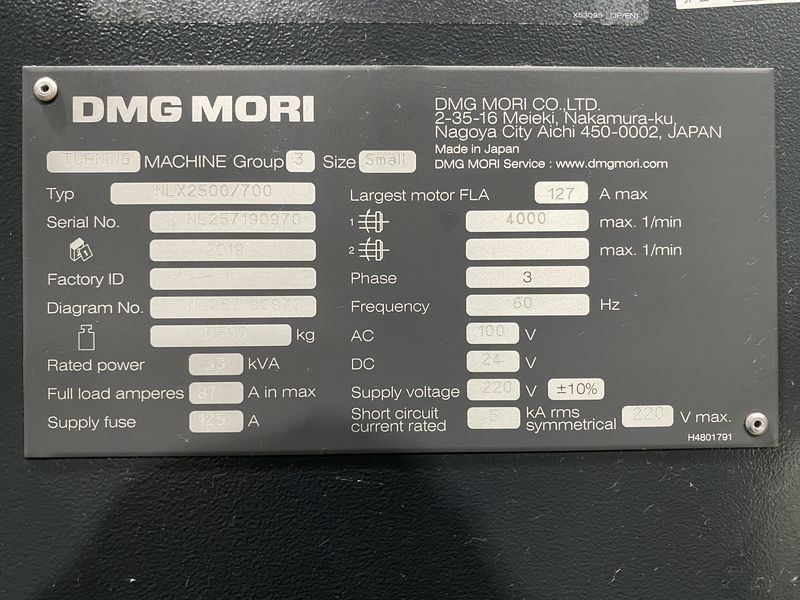 X53095 (JP/EN)
DMG MORI
DMG MORI CO.,LTD.
2-35-16 Meieki, Nakamura-ku,
Nagoya City Aichi 450-0002, JAPAN
Made in Japan
DMG MORI Service : www.dmgmori.com
TURNING MACHINE Group 3 Size Small
Typ NLX2500/700
Serial No. NL257190970
2019
Factory ID
Diagram No. NL257190970
5500 kg
Rated power 33 kVA
Full load amperes 87 A in max
Supply fuse 125 A
Largest motor FLA 127 A max
1 4000 max. 1/min
2 max. 1/min
Phase 3
Frequency 60 Hz
AC 100 V
DC 24 V
Supply voltage 220 V ±10%
Short circuit current rated 5 kA rms symmetrical 220 V max.
H4801791